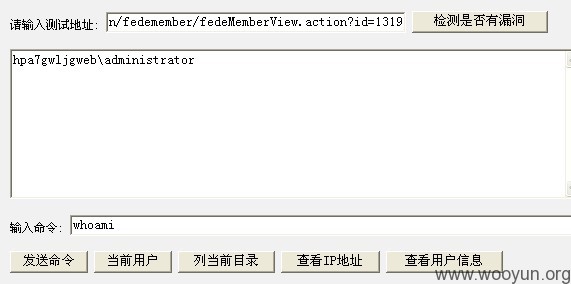 请输入测试地址: n/fedemember/fedeMemberView.action?id=1319 检测是否有漏洞
hpa7gwljgweb\administrator
输入命令: whoami
发送命令 当前用户 列当前目录 查看IP地址 查看用户信息
www.wooyun.org